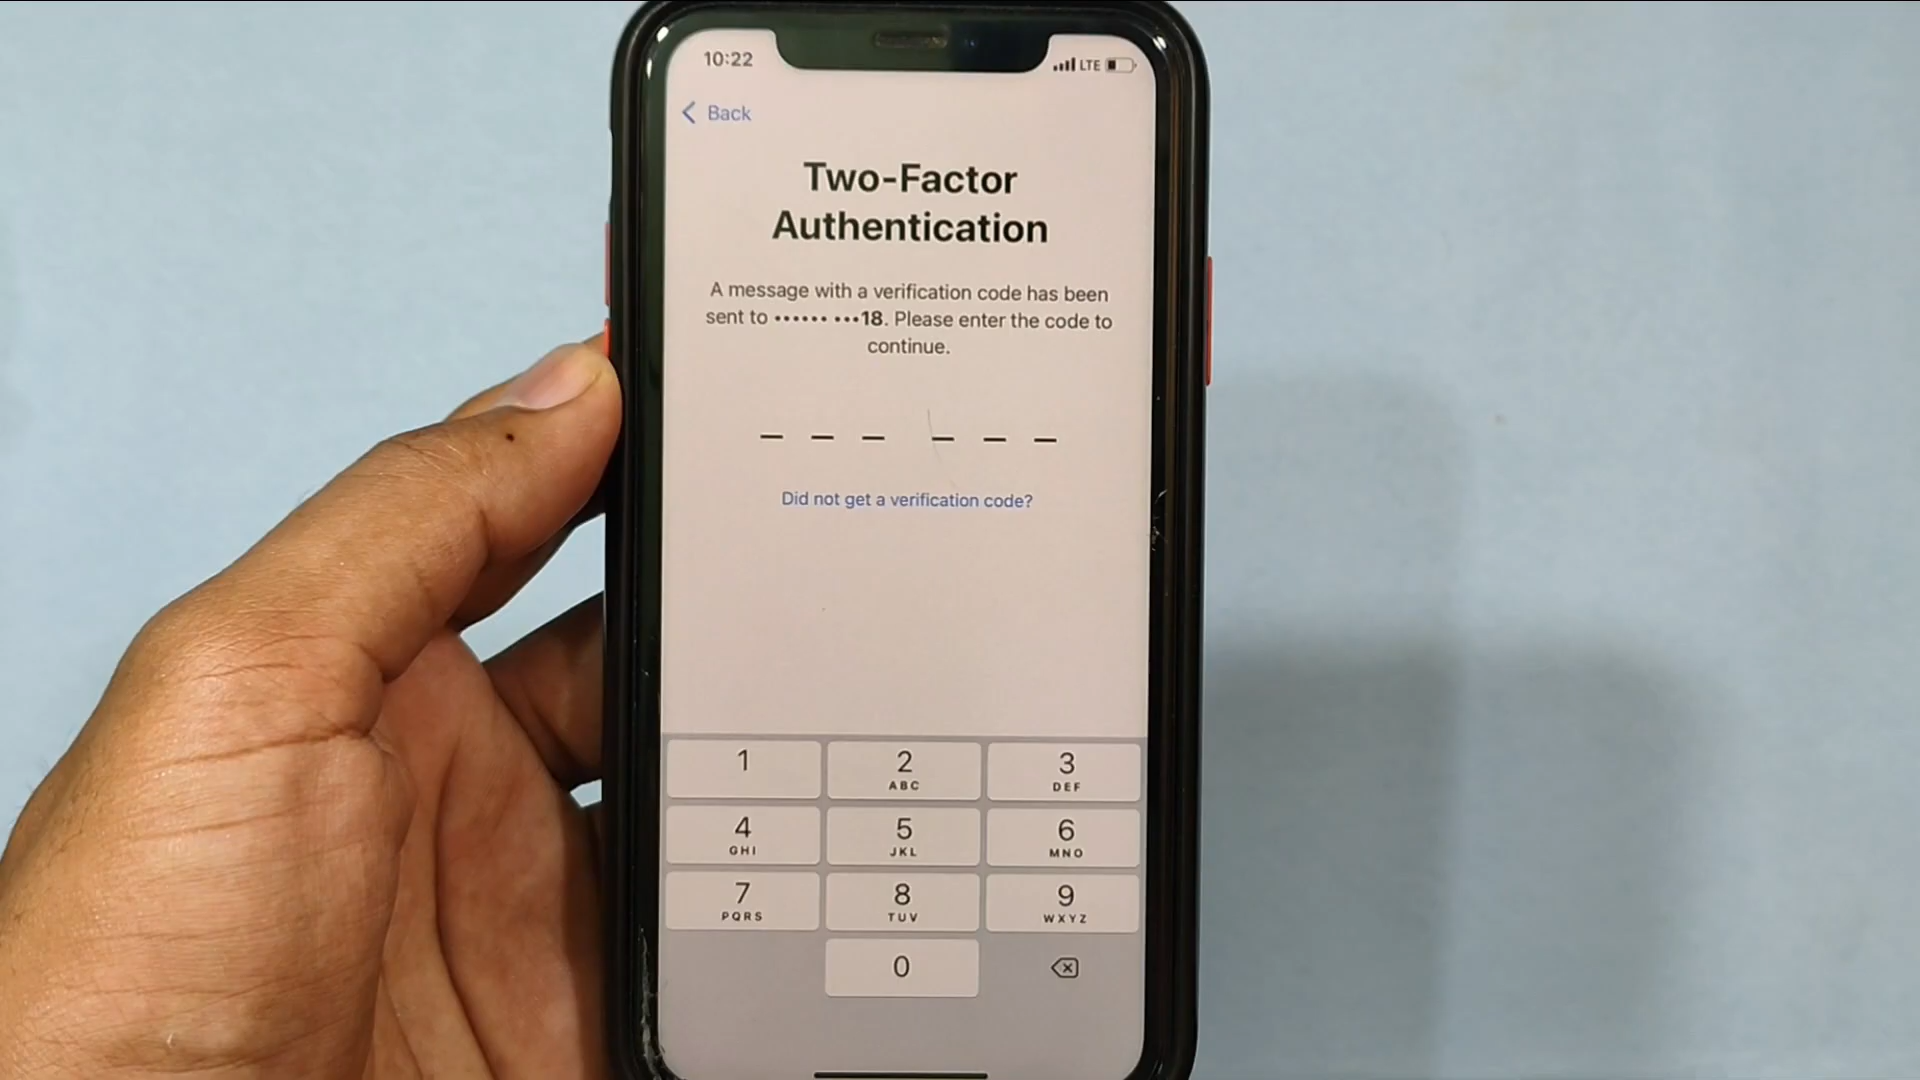 10:22
LTE
Back
Two-Factor
Authentication
A message with a verification code has been
sent to •••••• •••18. Please enter the code to
continue.
Did not get a verification code?
1 2 3
ABC DEF
4 5 6
GHI JKL MNO
7 8 9
PQRS TUV WXYZ
0